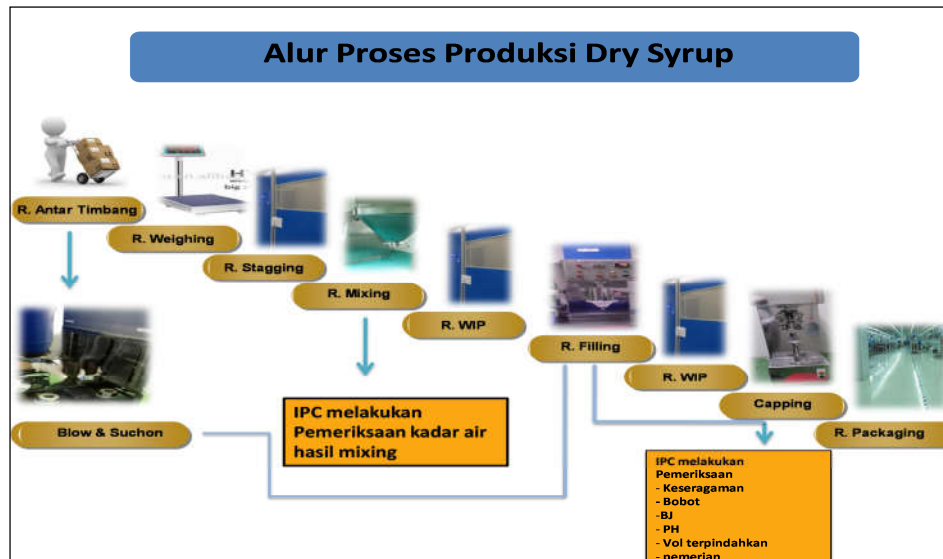 Alur Proses Produksi Dry Syrup
R. Antar Timbang
R. Weighing
R. Stagging
R. Mixing
R. WIP
R. Filling
R. WIP
Capping
R. Packaging
Blow & Suchon
IPC melakukan
Pemeriksaan kadar air
hasil mixing
IPC melakukan
Pemeriksaan
- Keseragaman
- Bobot
-BJ
- PH
- Vol terpindahkan
- pemerian